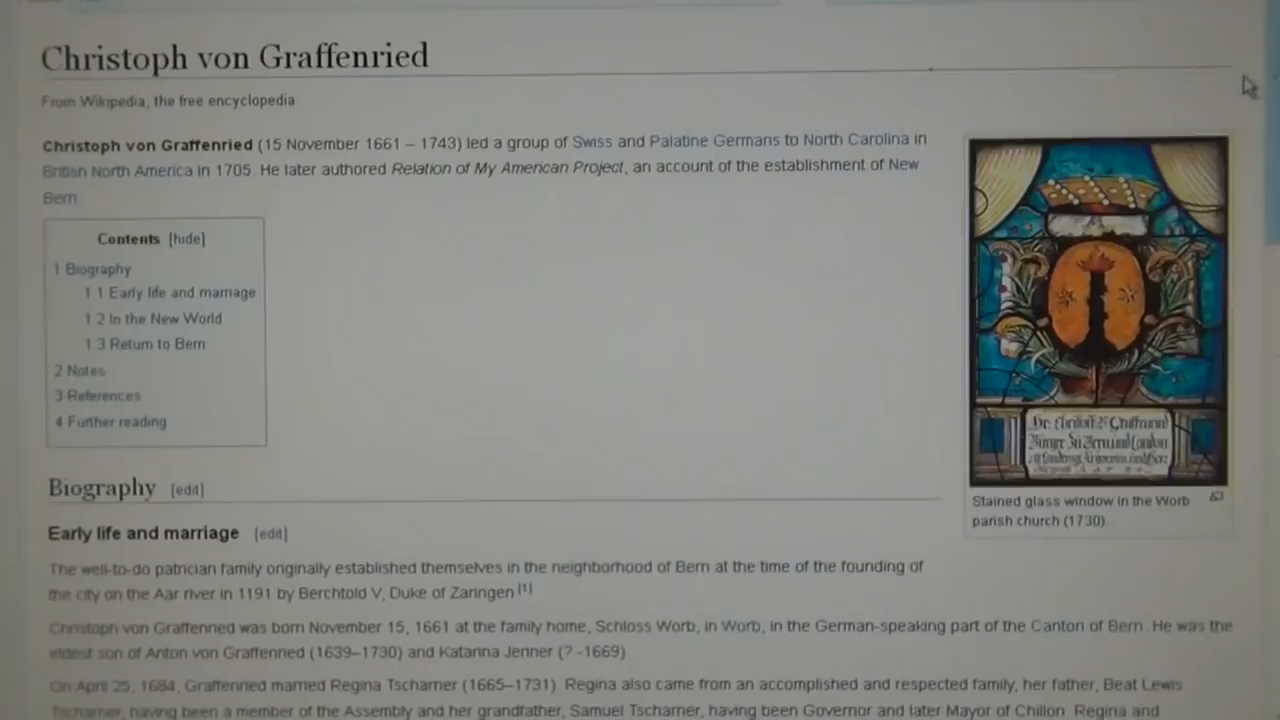 Christoph von Graffenried
From Wikipedia, the free encyclopedia
Christoph von Graffenried (15 November 1661 – 1743) led a group of Swiss and Palatine Germans to North Carolina in
British North America in 1705. He later authored Relation of My American Project, an account of the establishment of New
Bern
Contents [hide]
1 Biography
1 1 Early life and marriage
1 2 In the New World
1 3 Return to Bern
2 Notes
3 References
4 Further reading
Stained glass window in the Worb
parish church (1730).
Biography [edit]
Early life and marriage [edit]
The well-to-do patrician family originally established themselves in the neighborhood of Bern at the time of the founding of
the city on the Aar river in 1191 by Berchtold V, Duke of Zaringen.[1]
Christoph von Graffenried was born November 15, 1661 at the family home, Schloss Worb, in Worb, in the German-speaking part of the Canton of Bern. He was the
eldest son of Anton von Graffenried (1639–1730) and Katarina Jenner (? -1669)
On April 25, 1684, Graffenried married Regina Tscharner (1665–1731). Regina also came from an accomplished and respected family, her father, Beat Lewis
Tscharner, having been a member of the Assembly and her grandfather, Samuel Tscharner, having been Governor and later Mayor of Chillon. Regina and